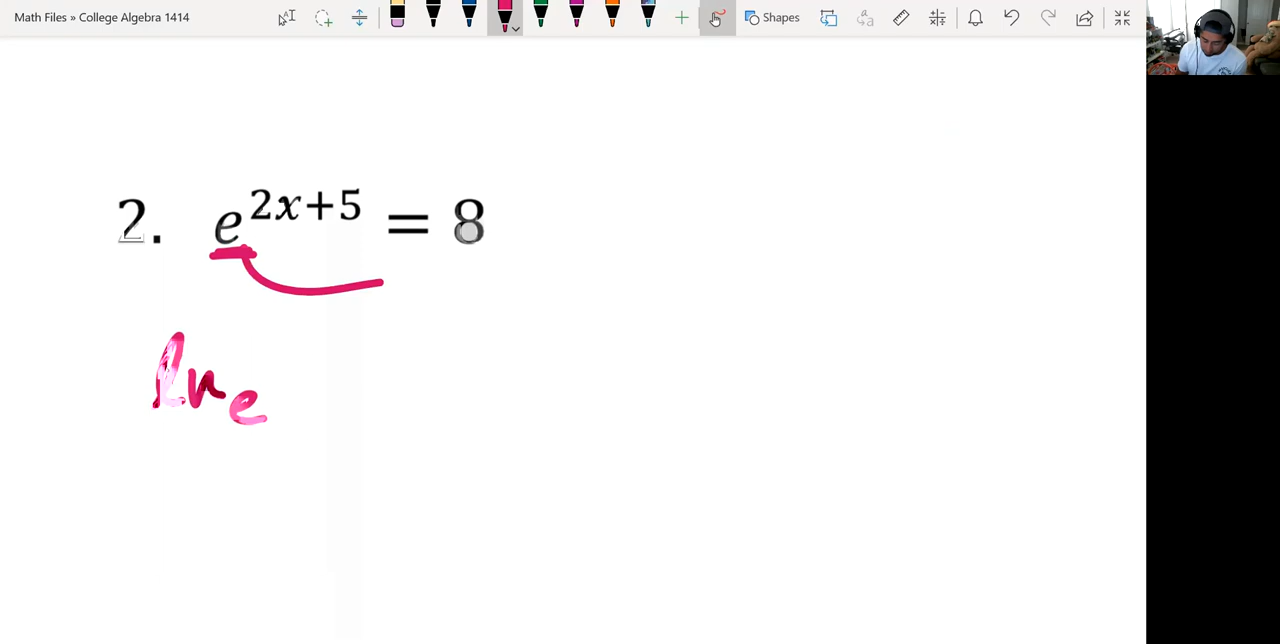 Math Files » College Algebra 1414
Shapes
2. e^{2x+5} = 8
ln_e